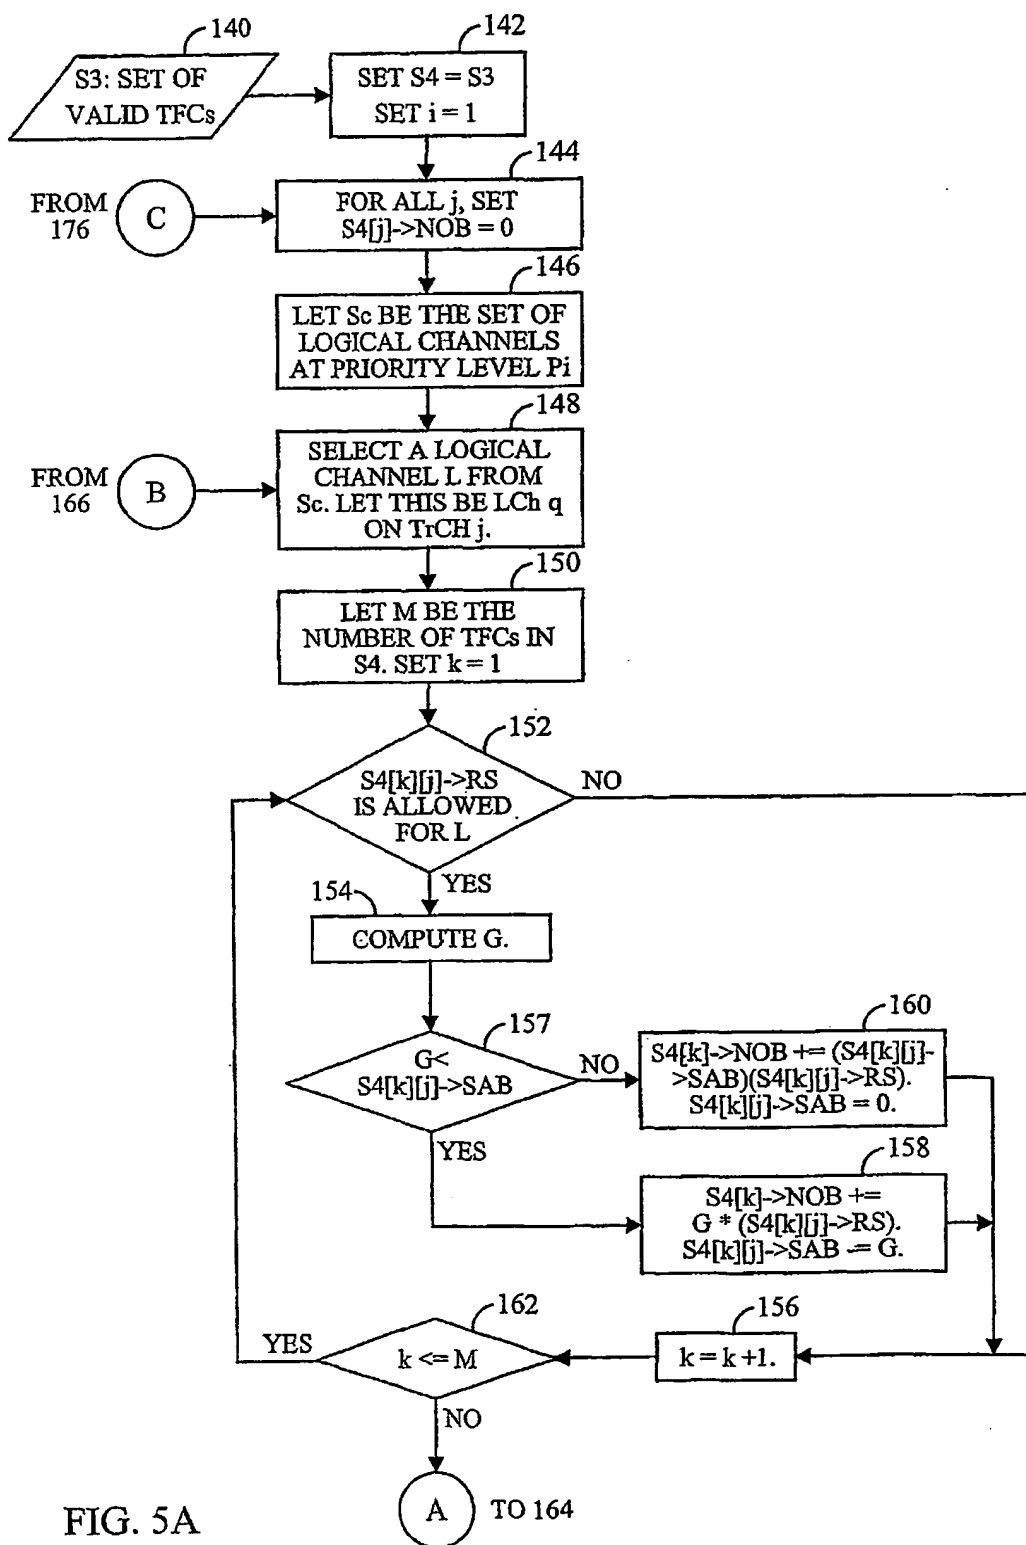 140
S3: SET OF
VALID TFCs
142
SET S4 = S3
SET i = 1
144
FROM
176
C
FOR ALL j, SET
S4[j]->NOB = 0
146
LET Sc BE THE SET OF
LOGICAL CHANNELS
AT PRIORITY LEVEL Pi
148
FROM
166
B
SELECT A LOGICAL
CHANNEL L FROM
Sc. LET THIS BE LCh q
ON TrCH j.
150
LET M BE THE
NUMBER OF TFCs IN
S4. SET k = 1
152
S4[k][j]->RS
IS ALLOWED
FOR L
NO
YES
154
COMPUTE G.
157
G<
S4[k][j]->SAB
NO
YES
160
S4[k]->NOB += (S4[k][j]-
>SAB)(S4[k][j]->RS).
S4[k][j]->SAB = 0.
158
S4[k]->NOB +=
G * (S4[k][j]->RS).
S4[k][j]->SAB -= G.
162
YES
k <= M
NO
156
k = k +1.
A
TO 164
FIG. 5A